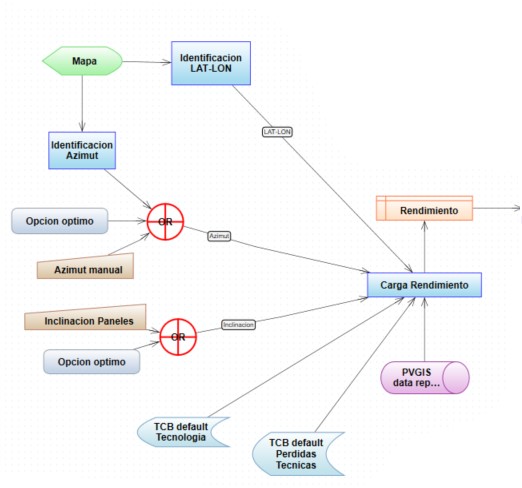 Mapa
Identificacion
LAT-LON
LAT-LON
Identificacion
Azimut
Opcion optimo
OR
Azimut
Azimut manual
Rendimiento
Carga Rendimiento
Inclinacion Paneles
Inclinacion
OR
Opcion optimo
PVGIS
data rep...
TCB default
Tecnologia
TCB default
Perdidas
Tecnicas